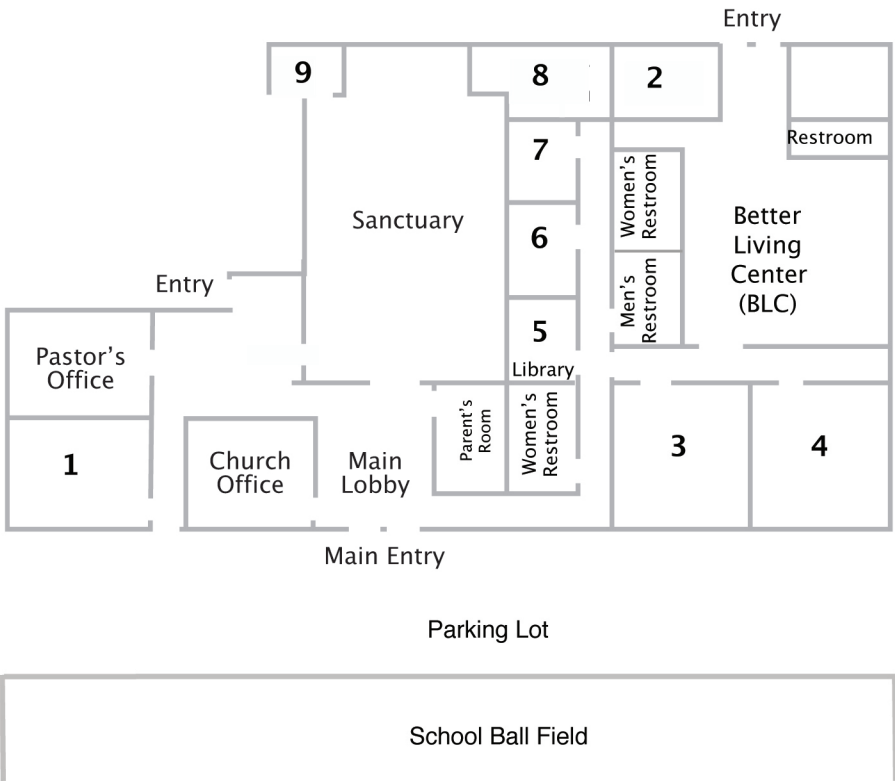 Entry
9
8
2
Restroom
7
Women's
Restroom
Sanctuary
Better
Living
Center
(BLC)
6
Entry
Men's
Restroom
5
Library
Pastor's
Office
Parent's
Room
Women's
Restroom
1
Church
Office
Main
Lobby
3
4
Main Entry
Parking Lot
School Ball Field